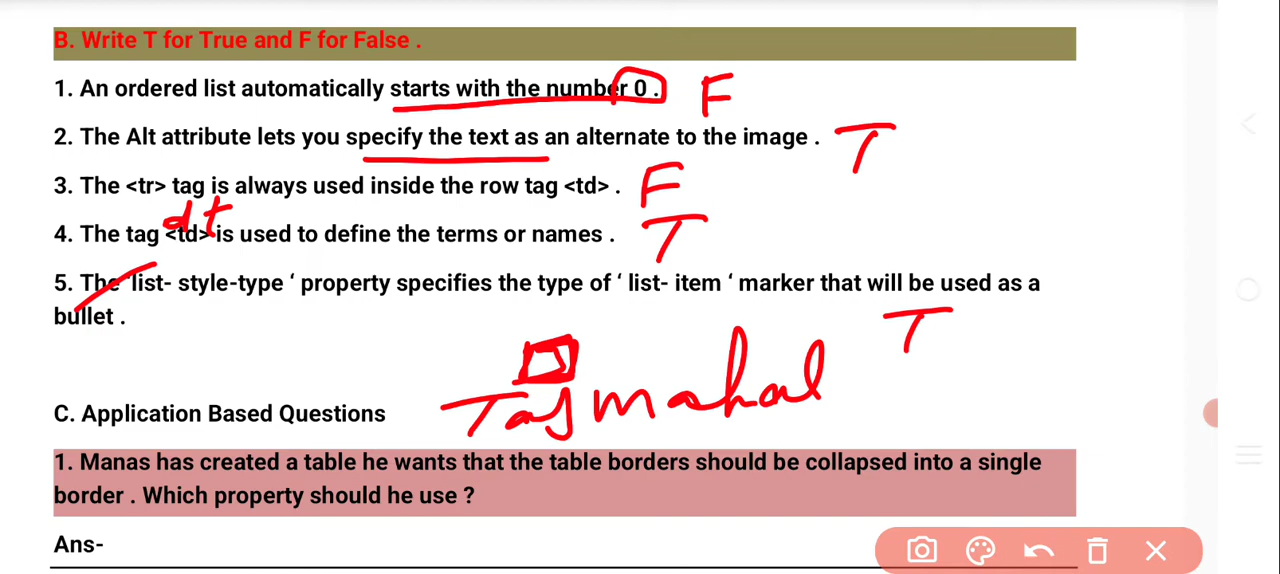 B. Write T for True and F for False .
1. An ordered list automatically starts with the number 0 . F
2. The Alt attribute lets you specify the text as an alternate to the image . T
3. The <tr> tag is always used inside the row tag <td> . F
dt
4. The tag <td> is used to define the terms or names . T
5. The 'list- style-type ‘ property specifies the type of ‘ list- item ‘ marker that will be used as a
bullet .
T
Tajmahal
C. Application Based Questions
1. Manas has created a table he wants that the table borders should be collapsed into a single
border . Which property should he use ?
Ans-